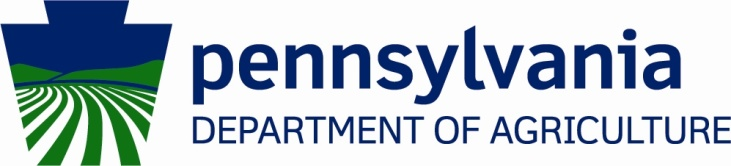 pennsylvania
DEPARTMENT OF AGRICULTURE